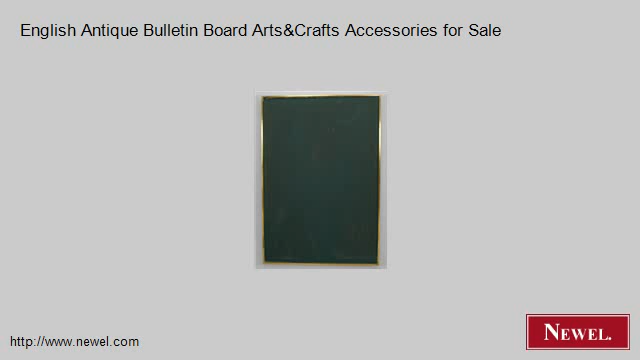 English Antique Bulletin Board Arts&Crafts Accessories for Sale
NEWEL.
http://www.newel.com